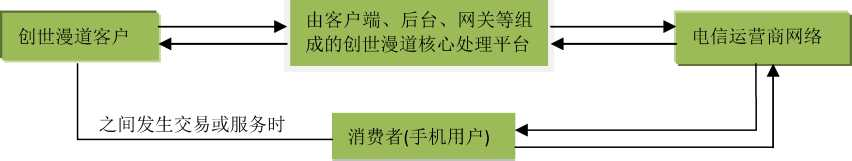 创世漫道客户
由客户端、后台、网关等组
成的创世漫道核心处理平台
电信运营商网络
之间发生交易或服务时
消费者(手机用户)